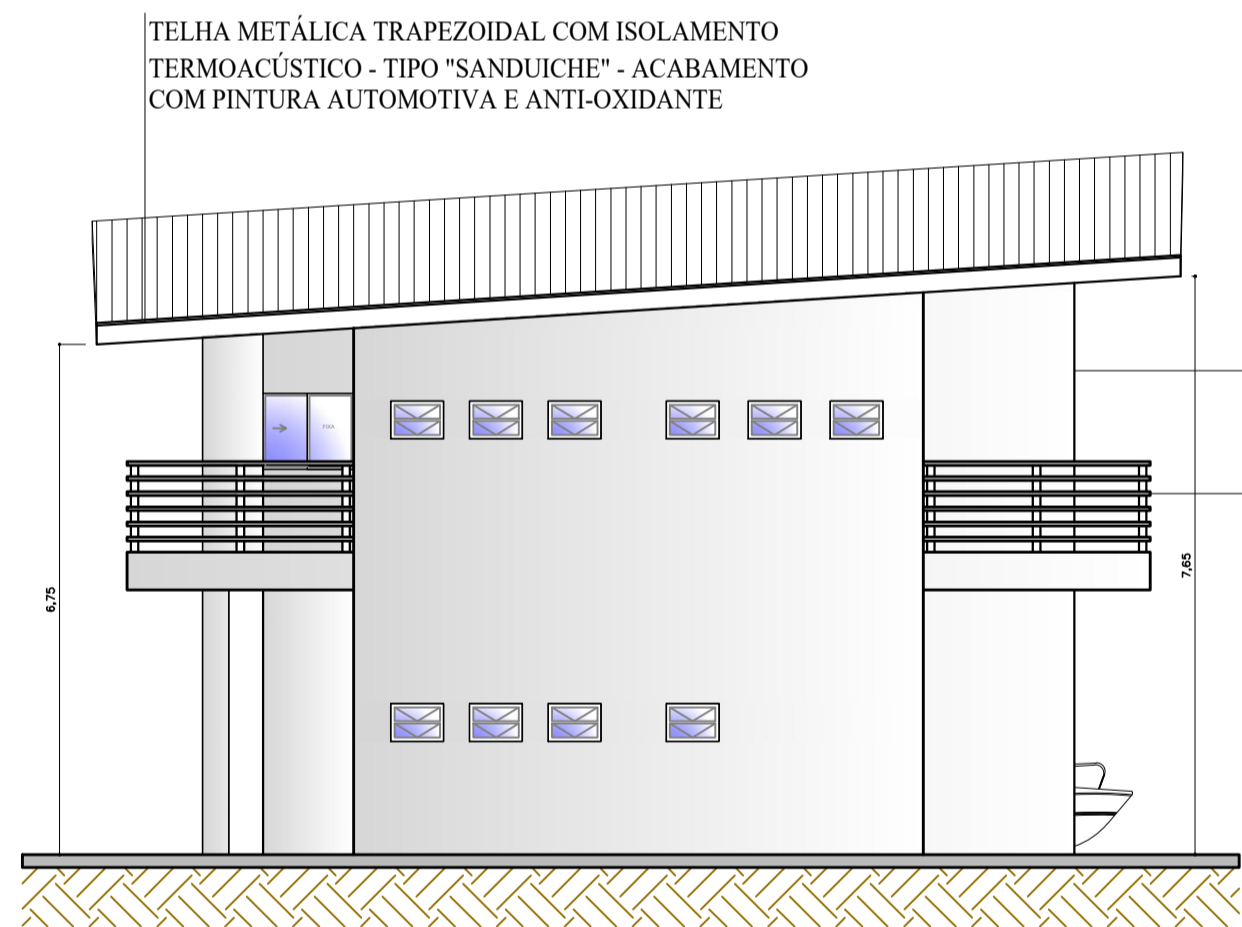 TELHA METÁLICA TRAPEZOIDAL COM ISOLAMENTO
TERMOACÚSTICO - TIPO "SANDUICHE" - ACABAMENTO
COM PINTURA AUTOMOTIVA E ANTI-OXIDANTE
FIXA
7,65
6,75